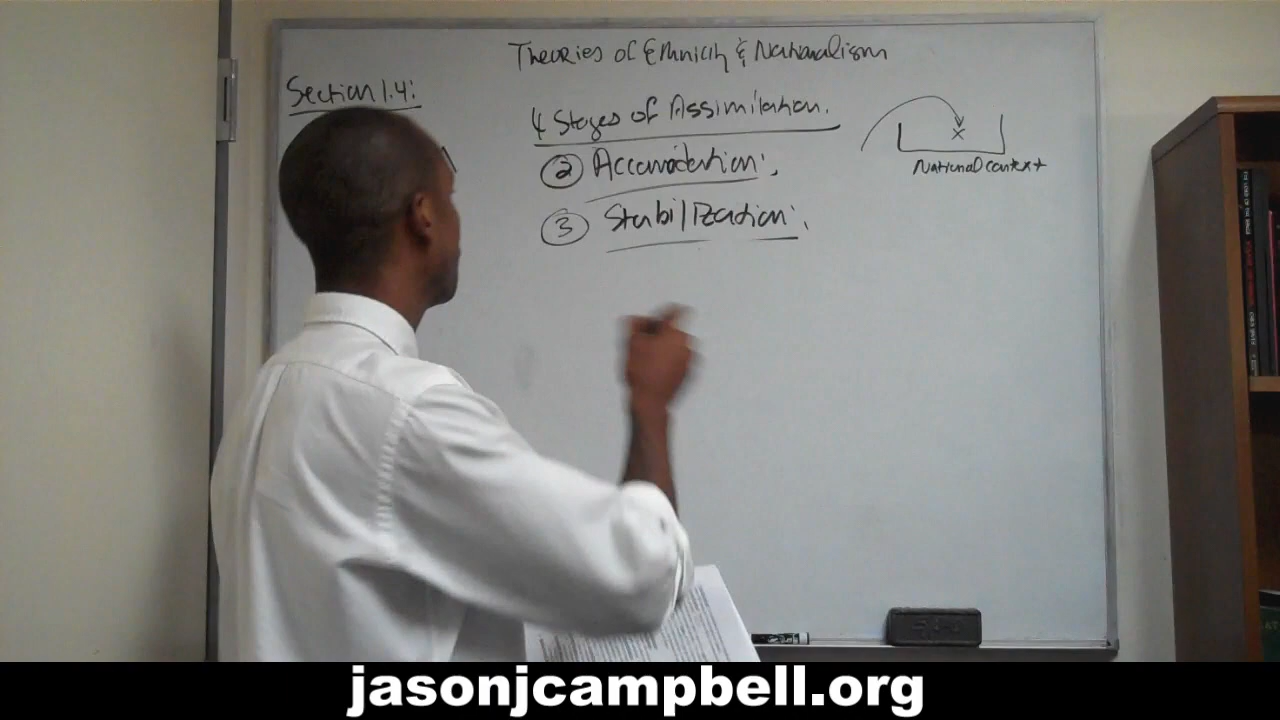 Theories of Ethnicity & Nationalism
Section 1.4:
4 Stages of Assimilation.
② Accomodation:
③ Stabilization:
National context
jasonjcampbell.org